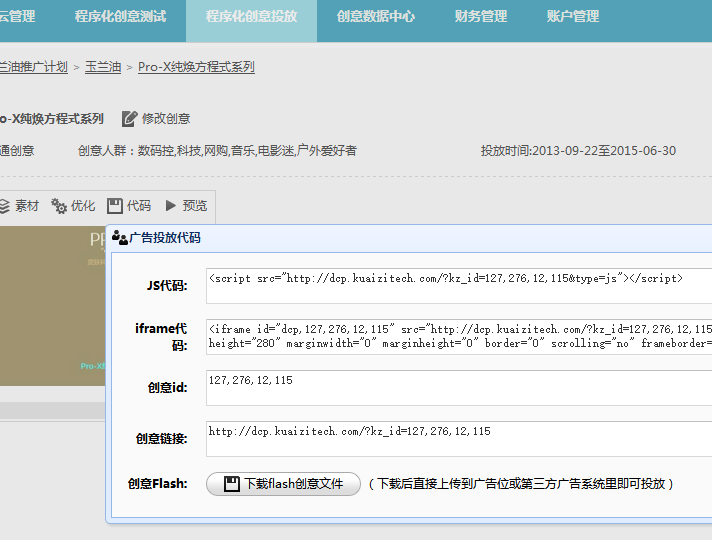 云管理 程序化创意测试 程序化创意投放 创意数据中心 财务管理 账户管理
兰油推广计划 > 玉兰油 > Pro-X纯焕方程式系列
o-X纯焕方程式系列 修改创意
通创意 创意人群：数码控,科技,网购,音乐,电影迷,户外爱好者 投放时间:2013-09-22至2015-06-30
素材 优化 代码 预览
广告投放代码
JS代码: <script src="http://dcp.kuaizitech.com/?kz_id=127,276,12,115&type=js"></script>
iframe代码: <iframe id="dcp,127,276,12,115" src="http://dcp.kuaizitech.com/?kz_id=127,276,12,115
height="280" marginwidth="0" marginheight="0" border="0" scrolling="no" frameborder=
创意id: 127,276,12,115
创意链接: http://dcp.kuaizitech.com/?kz_id=127,276,12,115
创意Flash: 下载flash创意文件 （下载后直接上传到广告位或第三方广告系统里即可投放）